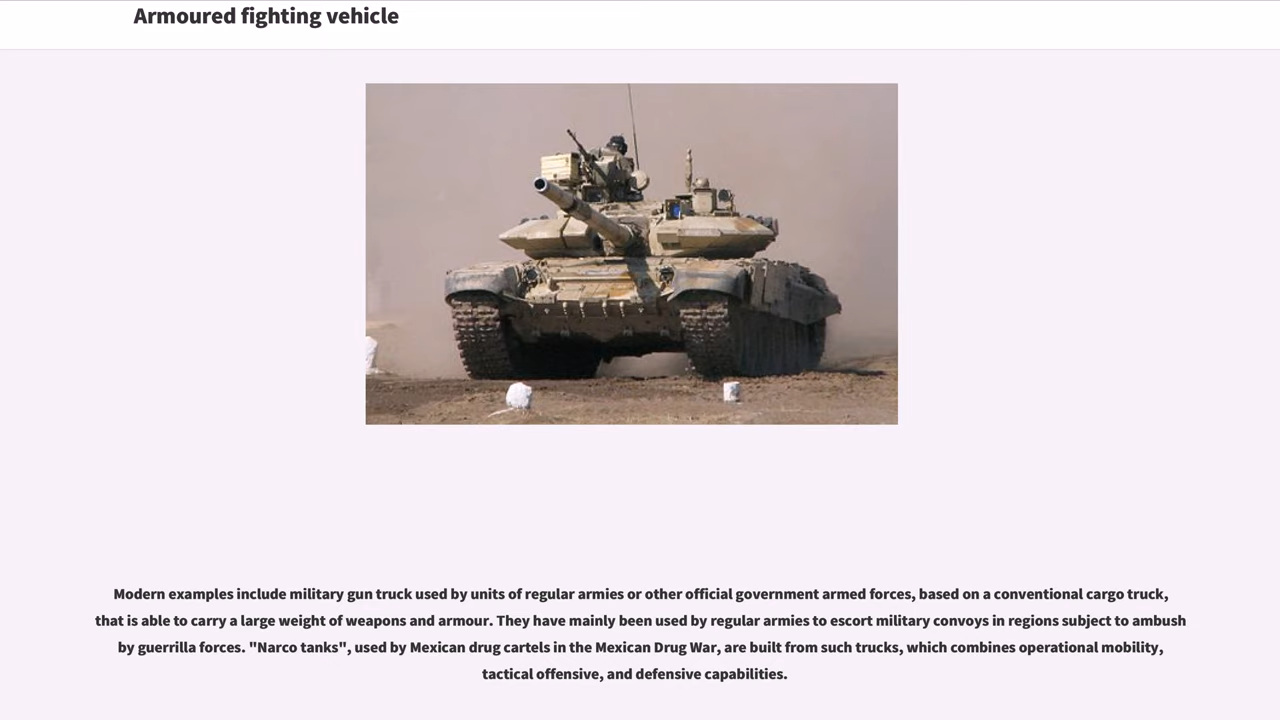 Armoured fighting vehicle
Modern examples include military gun truck used by units of regular armies or other official government armed forces, based on a conventional cargo truck,
that is able to carry a large weight of weapons and armour. They have mainly been used by regular armies to escort military convoys in regions subject to ambush
by guerrilla forces. "Narco tanks", used by Mexican drug cartels in the Mexican Drug War, are built from such trucks, which combines operational mobility,
tactical offensive, and defensive capabilities.